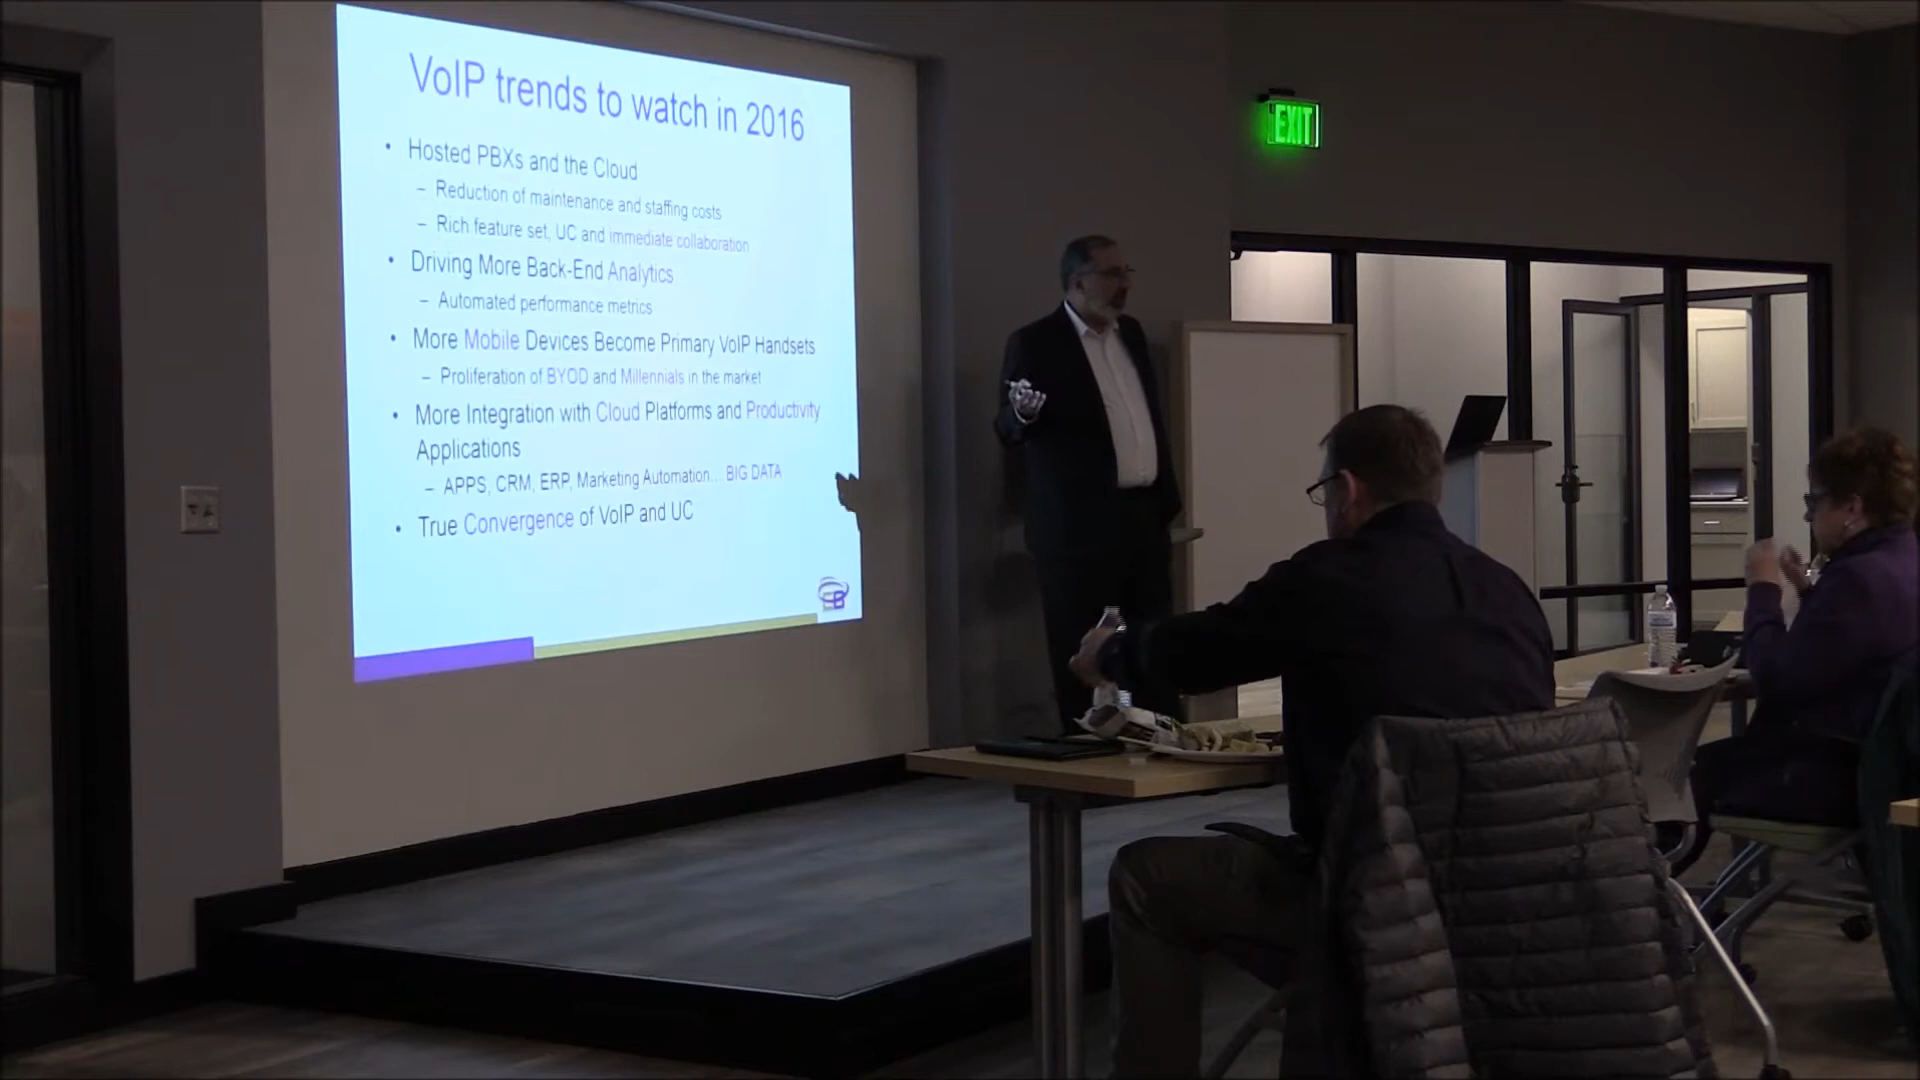 VoIP trends to watch in 2016
• Hosted PBXs and the Cloud
– Reduction of maintenance and staffing costs
– Rich feature set, UC and immediate collaboration
• Driving More Back-End Analytics
– Automated performance metrics
• More Mobile Devices Become Primary VoIP Handsets
– Proliferation of BYOD and Millennials in the market
• More Integration with Cloud Platforms and Productivity
Applications
– APPS, CRM, ERP, Marketing Automation... BIG DATA
• True Convergence of VoIP and UC
EB
EXIT